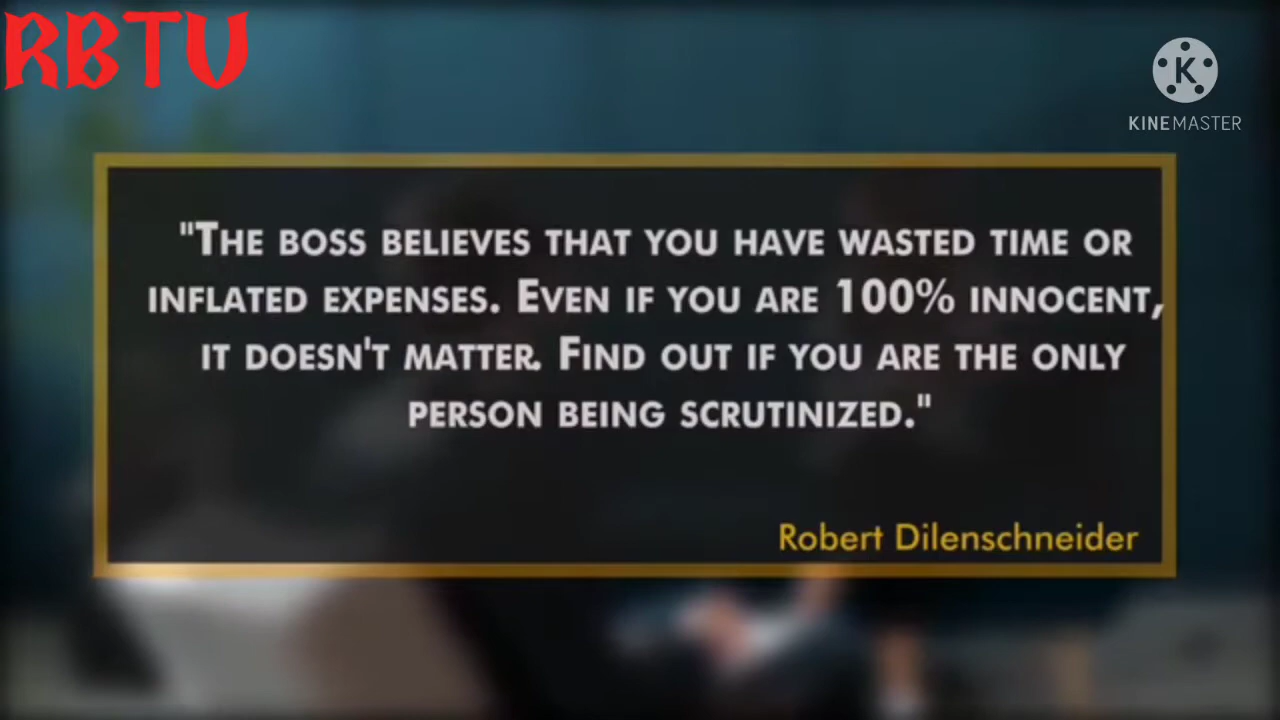 RBTV
K
KINEMASTER
"THE BOSS BELIEVES THAT YOU HAVE WASTED TIME OR
INFLATED EXPENSES. EVEN IF YOU ARE 100% INNOCENT,
IT DOESN'T MATTER. FIND OUT IF YOU ARE THE ONLY
PERSON BEING SCRUTINIZED."
Robert Dilenschneider